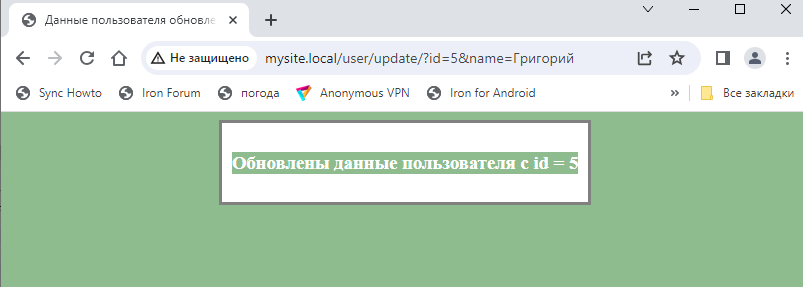 Данные пользователя обновле
Не защищено
mysite.local/user/update/?id=5&name=Григорий
Sync Howto
Iron Forum
погода
Anonymous VPN
Iron for Android
»
Все закладки
Обновлены данные пользователя с id = 5